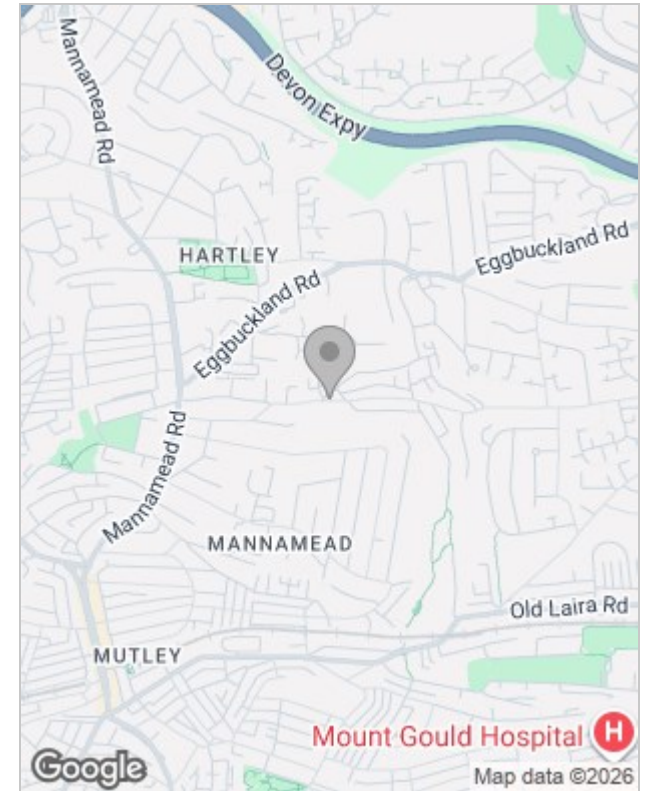 Mannamead Rd
Devon Expy
HARTLEY
Eggbuckland Rd
Eggbuckland Rd
Mannamead Rd
MANNAMEAD
Old Laira Rd
MUTLEY
Mount Gould Hospital H
Google
Map data ©2026